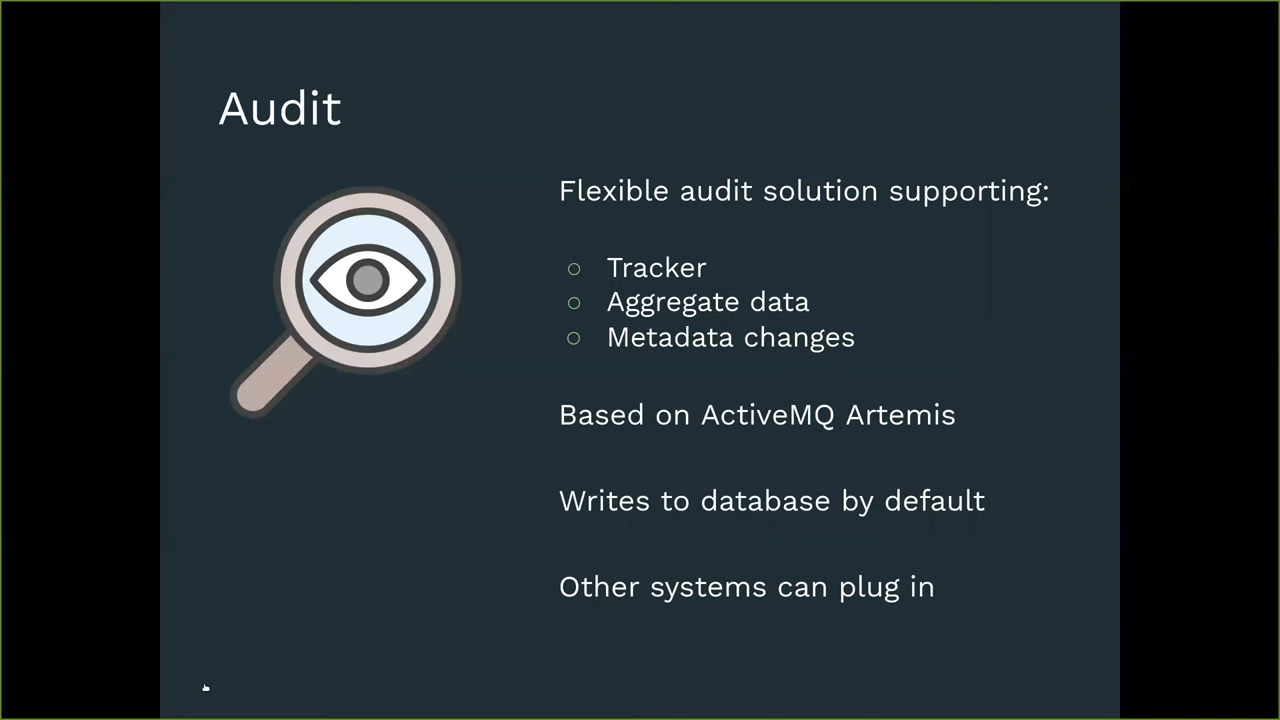 Audit
Flexible audit solution supporting:
○ Tracker
○ Aggregate data
○ Metadata changes
Based on ActiveMQ Artemis
Writes to database by default
Other systems can plug in